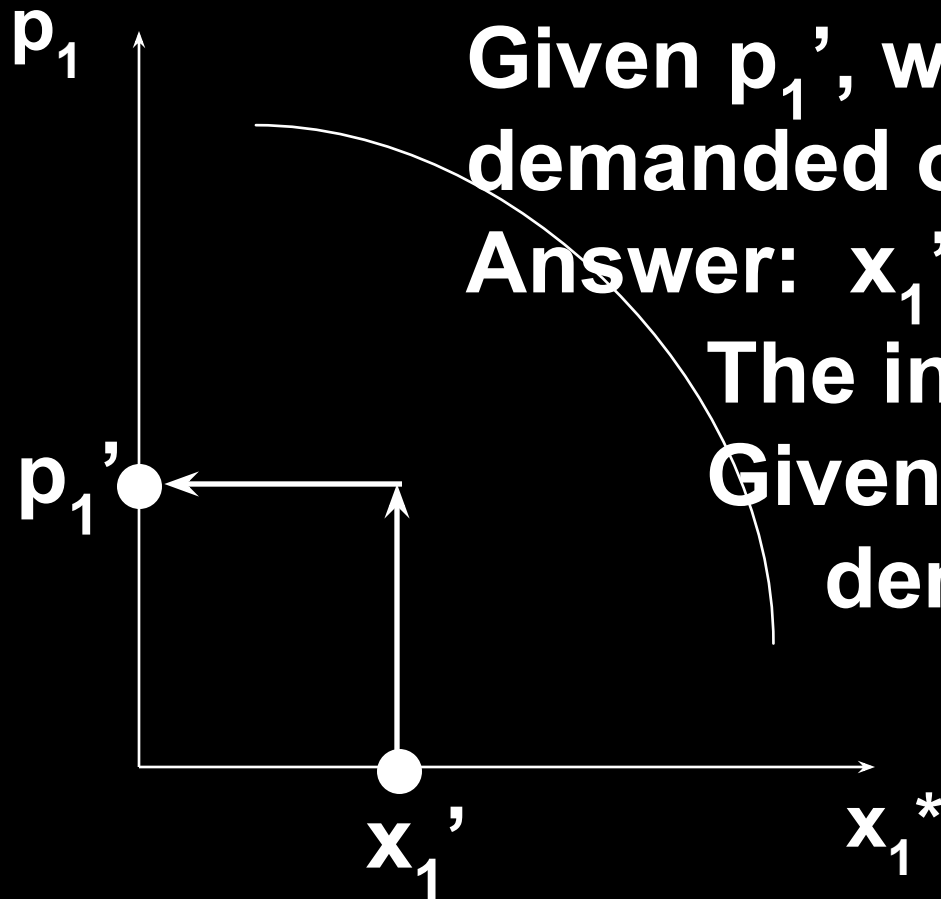 p₁
Given p₁’, w
demanded
Answer: x₁’
The in
Given
p₁’
der
x₁’
x₁*